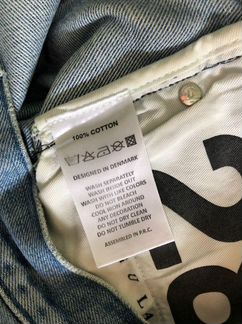 100% COTTON
DESIGNED IN DENMARK
WASH SEPARATELY
WASH INSIDE OUT
WASH WITH LIKE COLORS
DO NOT BLEACH
COOL IRON AROUND
ANY DECORATION
DO NOT DRY CLEAN
DO NOT TUMBLE DRY
ASSEMBLED IN P.R.C.